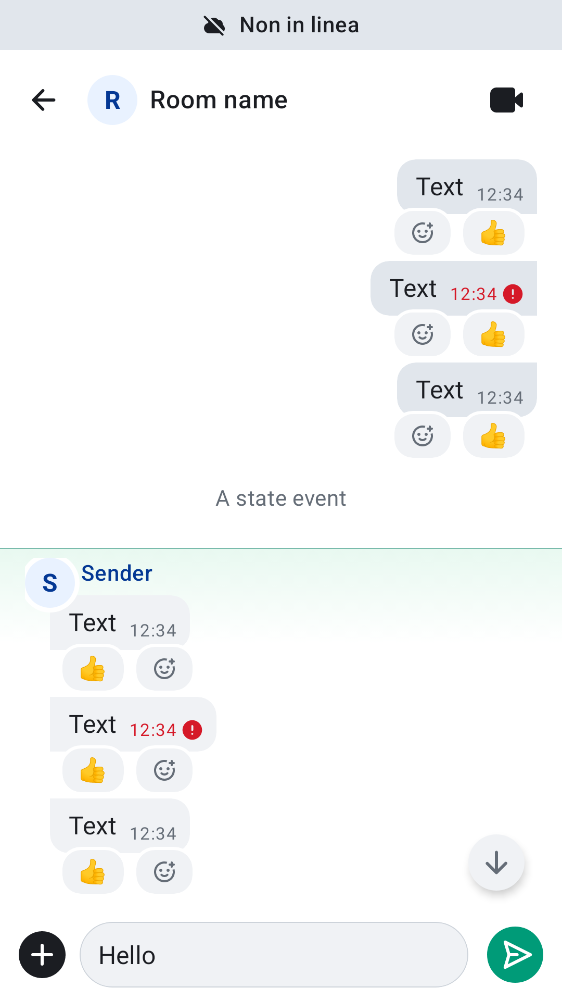 Non in linea
R Room name
Text 12:34
👍
Text 12:34
👍
Text 12:34
👍
A state event
S Sender
Text 12:34
👍
Text 12:34
👍
Text 12:34
👍
Hello